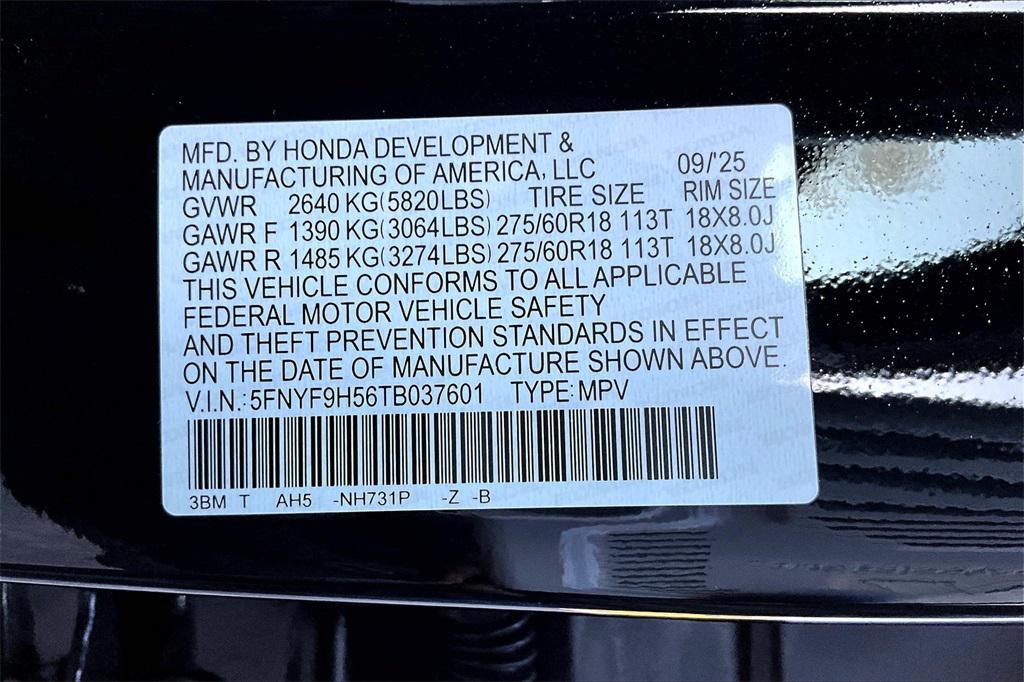 MFD. BY HONDA DEVELOPMENT &
MANUFACTURING OF AMERICA, LLC 09/'25
GVWR 2640 KG(5820LBS) TIRE SIZE RIM SIZE
GAWR F 1390 KG(3064LBS) 275/60R18 113T 18X8.0J
GAWR R 1485 KG(3274LBS) 275/60R18 113T 18X8.0J
THIS VEHICLE CONFORMS TO ALL APPLICABLE
FEDERAL MOTOR VEHICLE SAFETY
AND THEFT PREVENTION STANDARDS IN EFFECT
ON THE DATE OF MANUFACTURE SHOWN ABOVE.
V.I.N.:5FNYF9H56TB037601 TYPE:MPV
3BM T AH5 -NH731P -Z -B